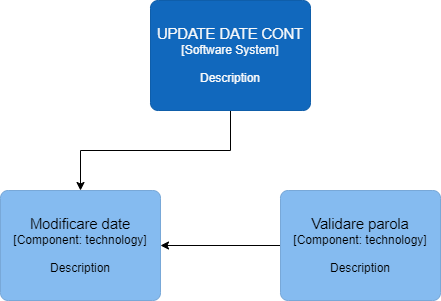 UPDATE DATE CONT
[Software System]
Description
Modificare date
[Component: technology]
Description
Validare parola
[Component: technology]
Description